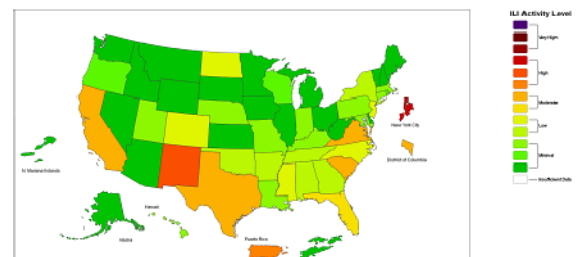 ILI Activity Level
Very High
High
Moderate
Low
Minimal
Insufficient Data
New York City
District of Columbia
N. Mariana Islands
Hawaii
Alaska
Puerto Rico